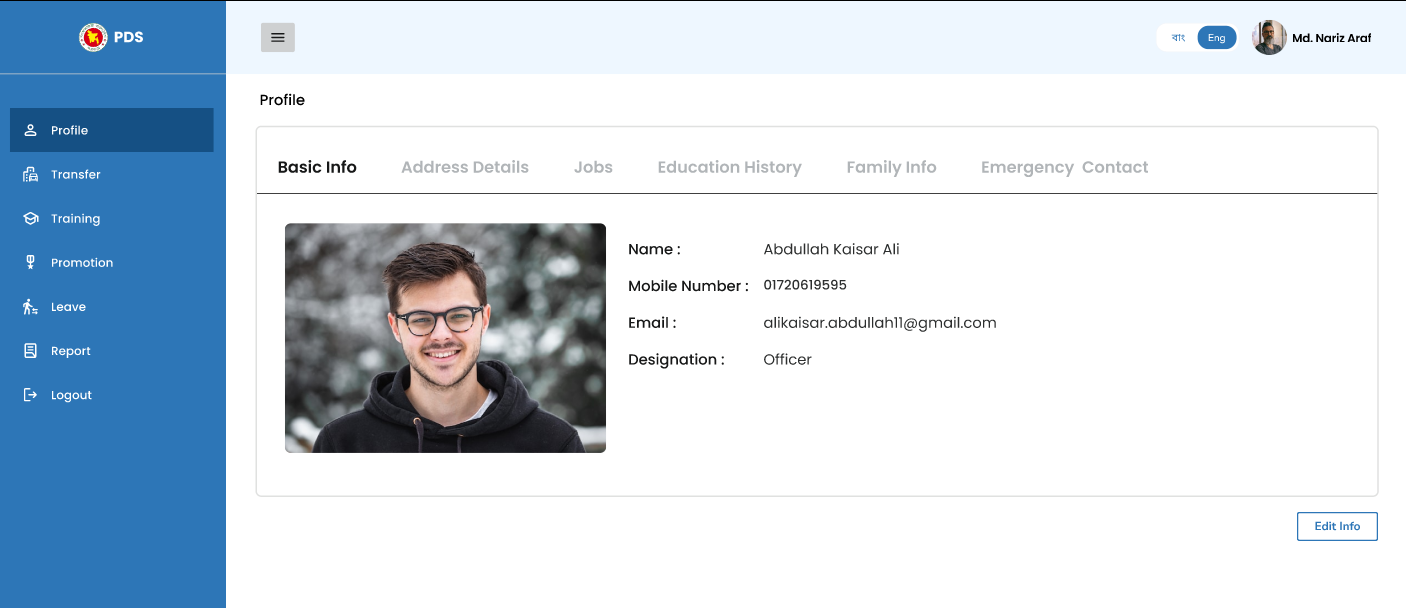 PDS
বাং Eng Md. Nariz Araf
Profile
Transfer
Training
Promotion
Leave
Report
Logout
Profile
Basic Info Address Details Jobs Education History Family Info Emergency Contact
Name : Abdullah Kaisar Ali
Mobile Number : 01720619595
Email : alikaisar.abdullah11@gmail.com
Designation : Officer
Edit Info